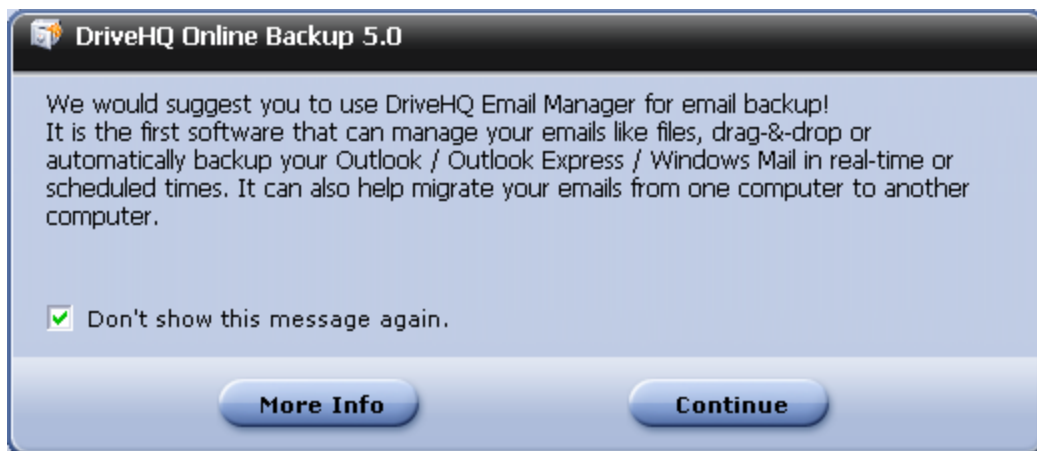 DriveHQ Online Backup 5.0
We would suggest you to use DriveHQ Email Manager for email backup!
It is the first software that can manage your emails like files, drag-&-drop or
automatically backup your Outlook / Outlook Express / Windows Mail in real-time or
scheduled times. It can also help migrate your emails from one computer to another
computer.
Don't show this message again.
More Info
Continue